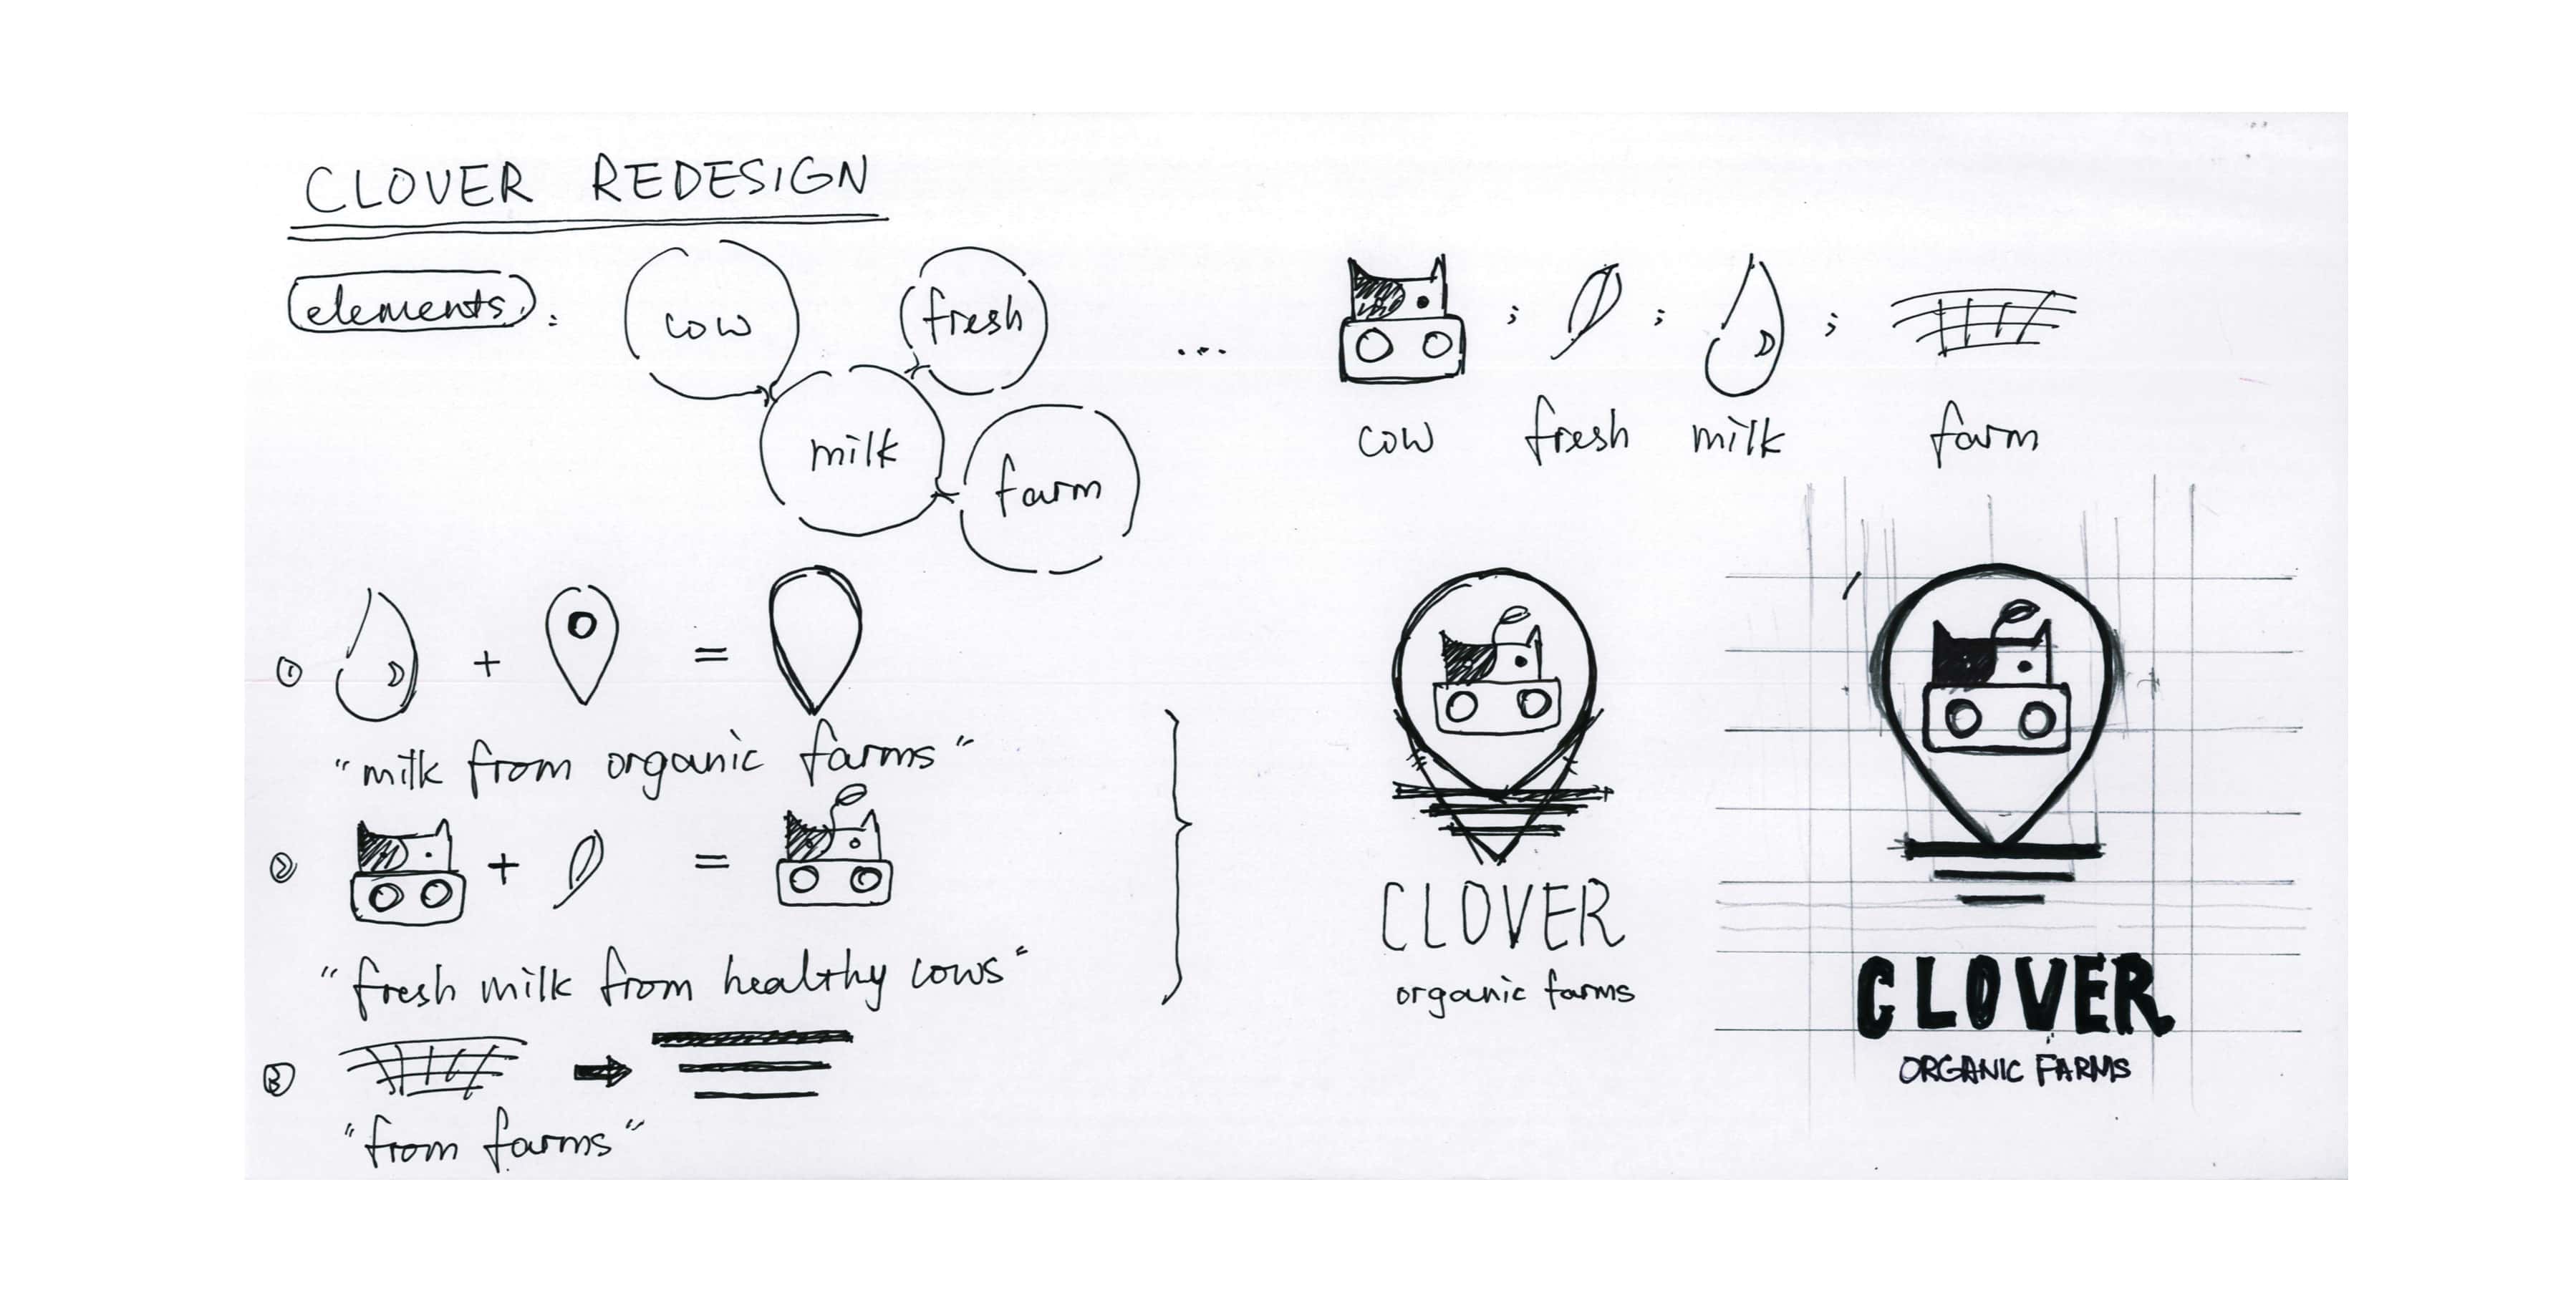 CLOVER REDESIGN
elements :
cow
fresh
milk
farm
...
cow ; fresh ; milk ; farm
① + =
"milk from organic farms"
② + =
"fresh milk from healthy cows"
③
"from farms"
CLOVER
organic farms
CLOVER
ORGANIC FARMS